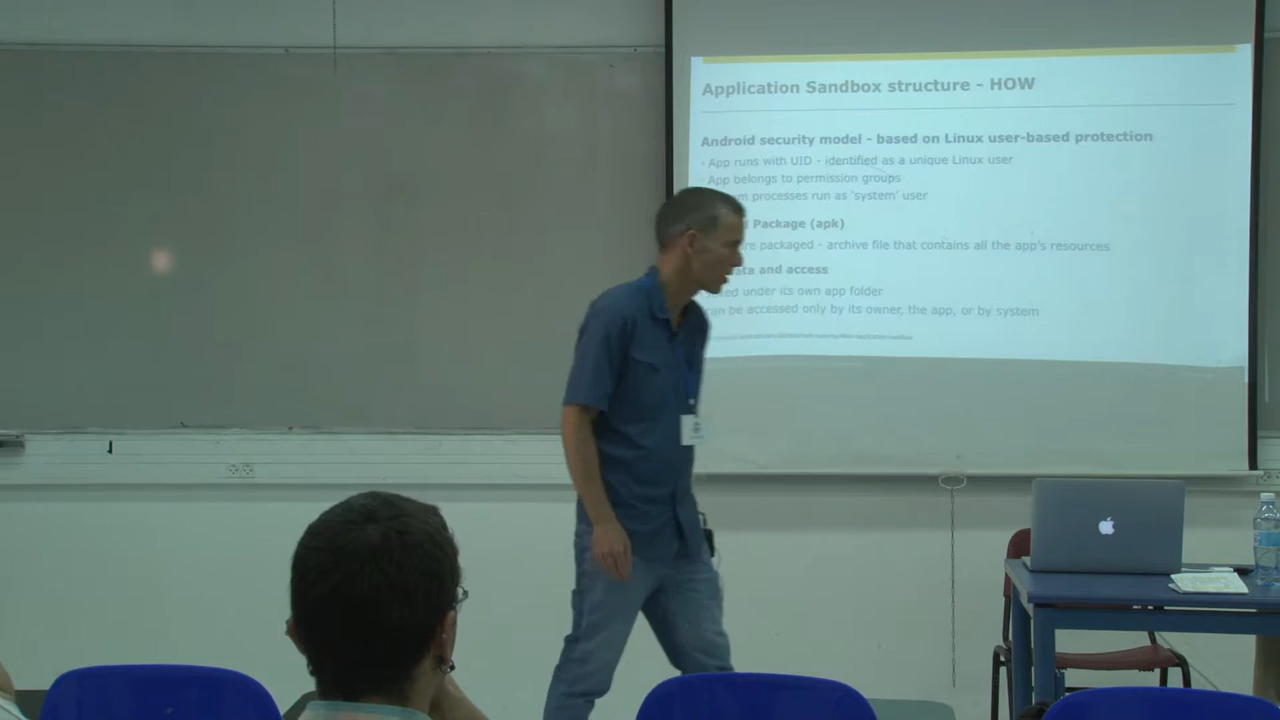 Application Sandbox structure - HOW
Android security model - based on Linux user-based protection
- App runs with UID - identified as a unique Linux user
- App belongs to permission groups
processes run as 'system' user
Package (apk)
packaged - archive file that contains all the app's resources
and access
under its own app folder
be accessed only by its owner, the app, or by system